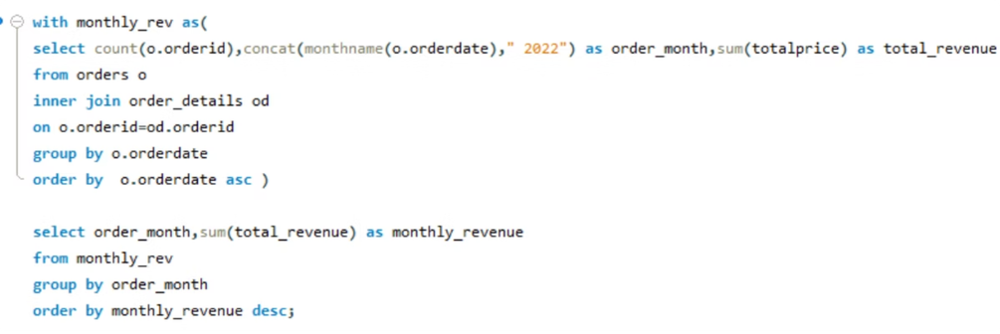 with monthly_rev as(
select count(o.orderid),concat(monthname(o.orderdate)," 2022") as order_month,sum(totalprice) as total_revenue
from orders o
inner join order_details od
on o.orderid=od.orderid
group by o.orderdate
order by  o.orderdate asc )
select order_month,sum(total_revenue) as monthly_revenue
from monthly_rev
group by order_month
order by monthly_revenue desc;